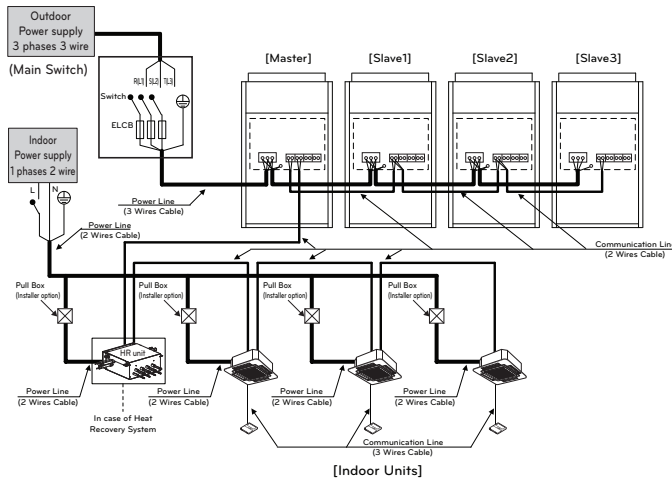 Outdoor
Power supply
3 phases 3 wire
(Main Switch)
R(L1) S(L2) T(L3)
Switch
ELCB
[Master]
[Slave1]
[Slave2]
[Slave3]
Indoor
Power supply
1 phases 2 wire
L N
Power Line
(2 Wires Cable)
Power Line
(3 Wires Cable)
Communication Line
(2 Wires Cable)
Pull Box
(Installer option)
Pull Box
(Installer option)
Pull Box
(Installer option)
Pull Box
(Installer option)
HR unit
Power Line
(2 Wires Cable)
Power Line
(2 Wires Cable)
Power Line
(2 Wires Cable)
Power Line
(2 Wires Cable)
In case of Heat
Recovery System
Communication Line
(3 Wires Cable)
[Indoor Units]